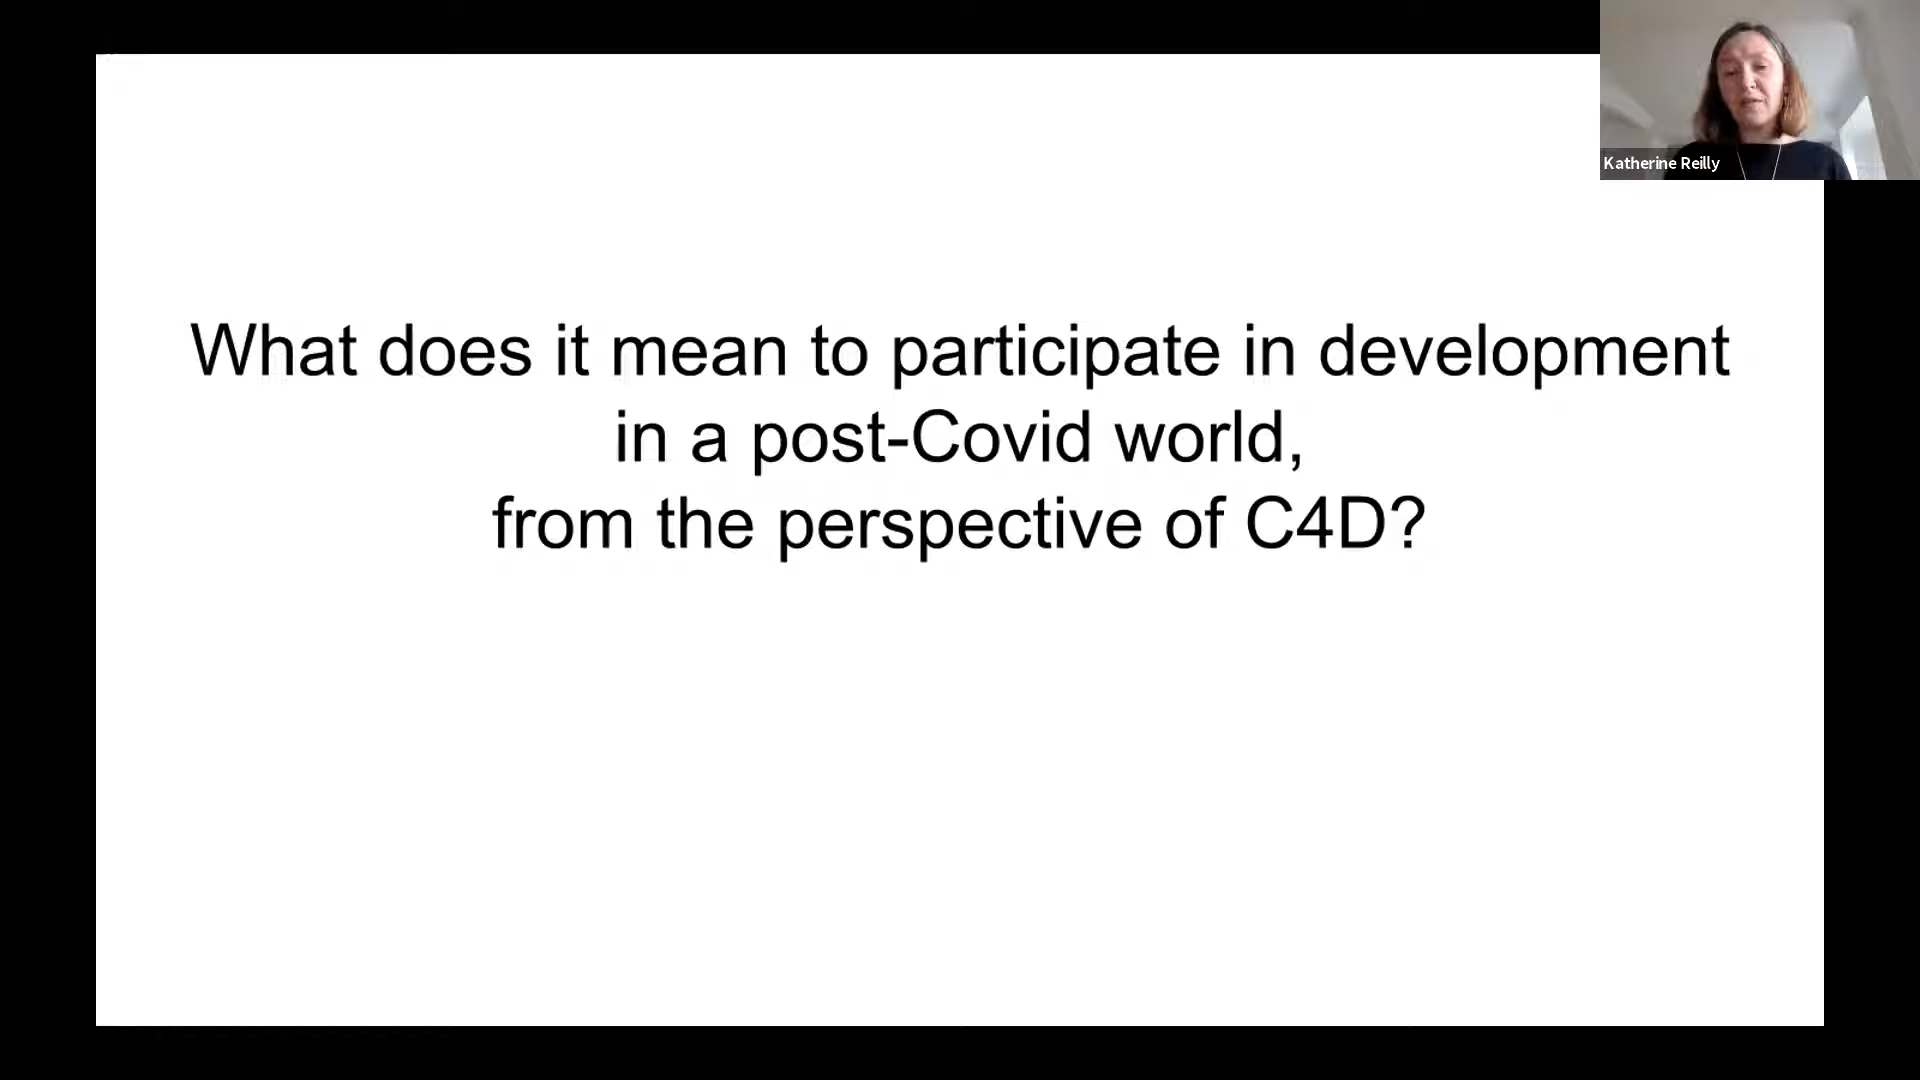 Katherine Reilly
What does it mean to participate in development
in a post-Covid world,
from the perspective of C4D?